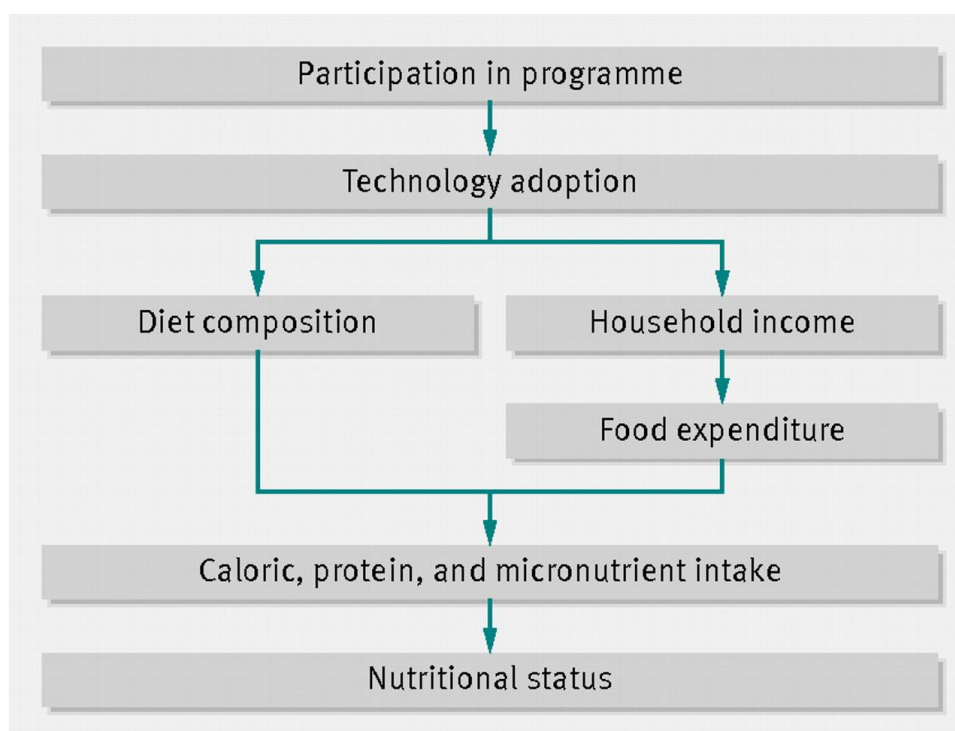 Participation in programme
Technology adoption
Diet composition
Household income
Food expenditure
Caloric, protein, and micronutrient intake
Nutritional status